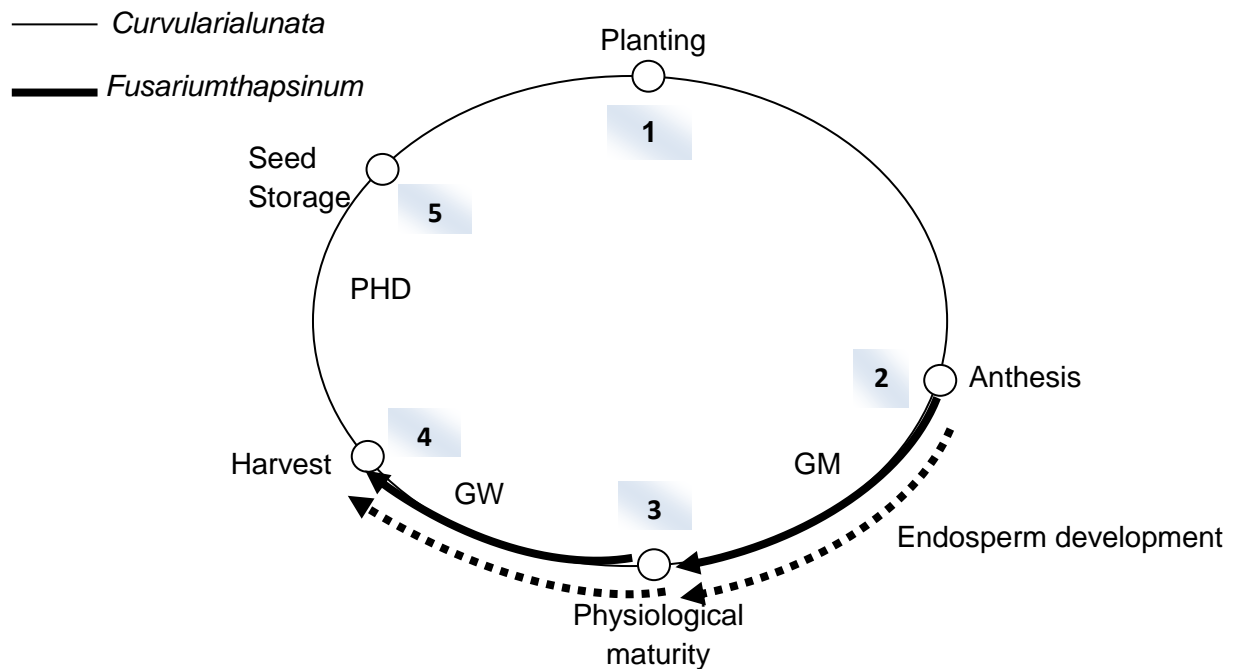 Curvularialunata
Fusariumthapsinum
Planting
1
Seed
Storage
5
PHD
2
Anthesis
4
Harvest
GM
GW
3
Endosperm development
Physiological
maturity